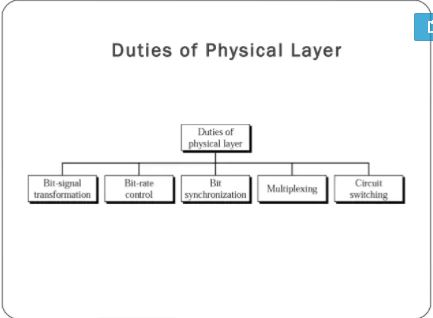 Duties of Physical Layer
Duties of
physical layer
Bit-signal
transformation
Bit-rate
control
Bit
synchronization
Multiplexing
Circuit
switching